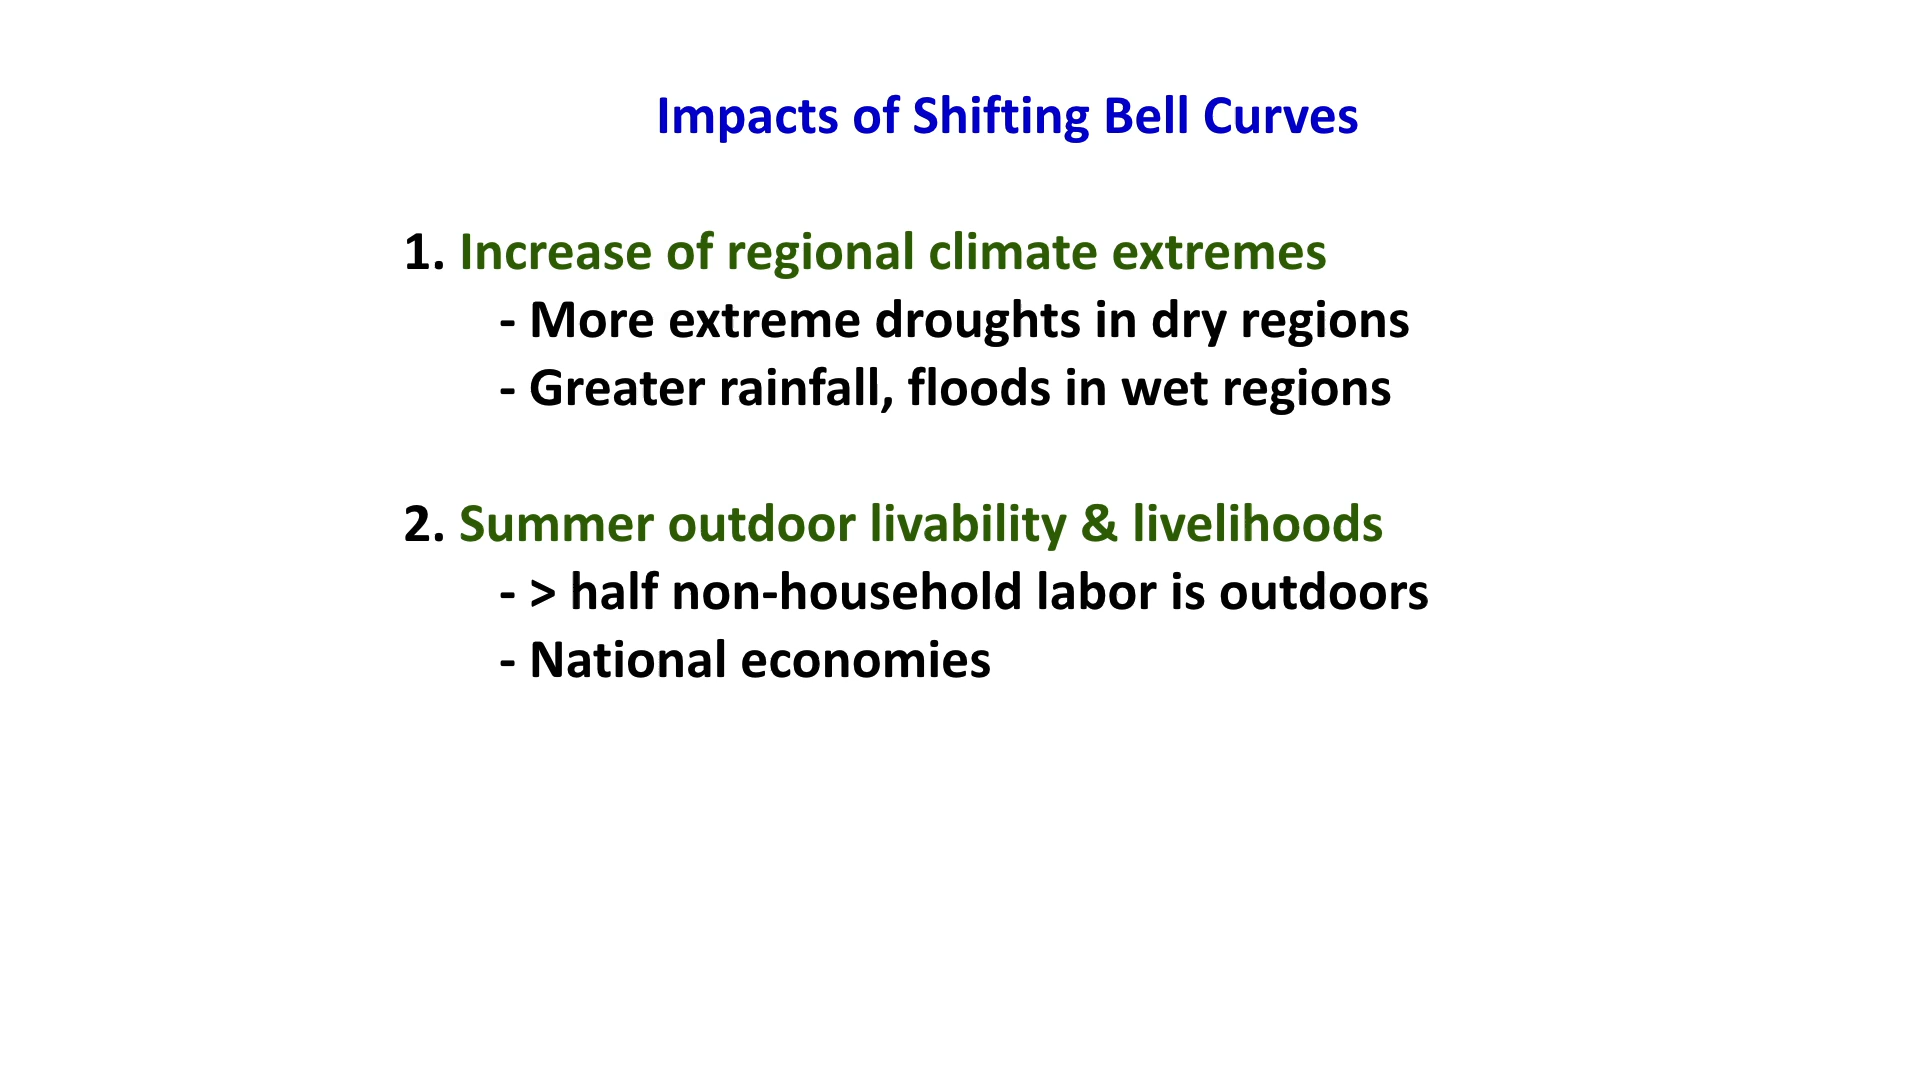 Impacts of Shifting Bell Curves
1. Increase of regional climate extremes
- More extreme droughts in dry regions
- Greater rainfall, floods in wet regions
2. Summer outdoor livability & livelihoods
- > half non-household labor is outdoors
- National economies